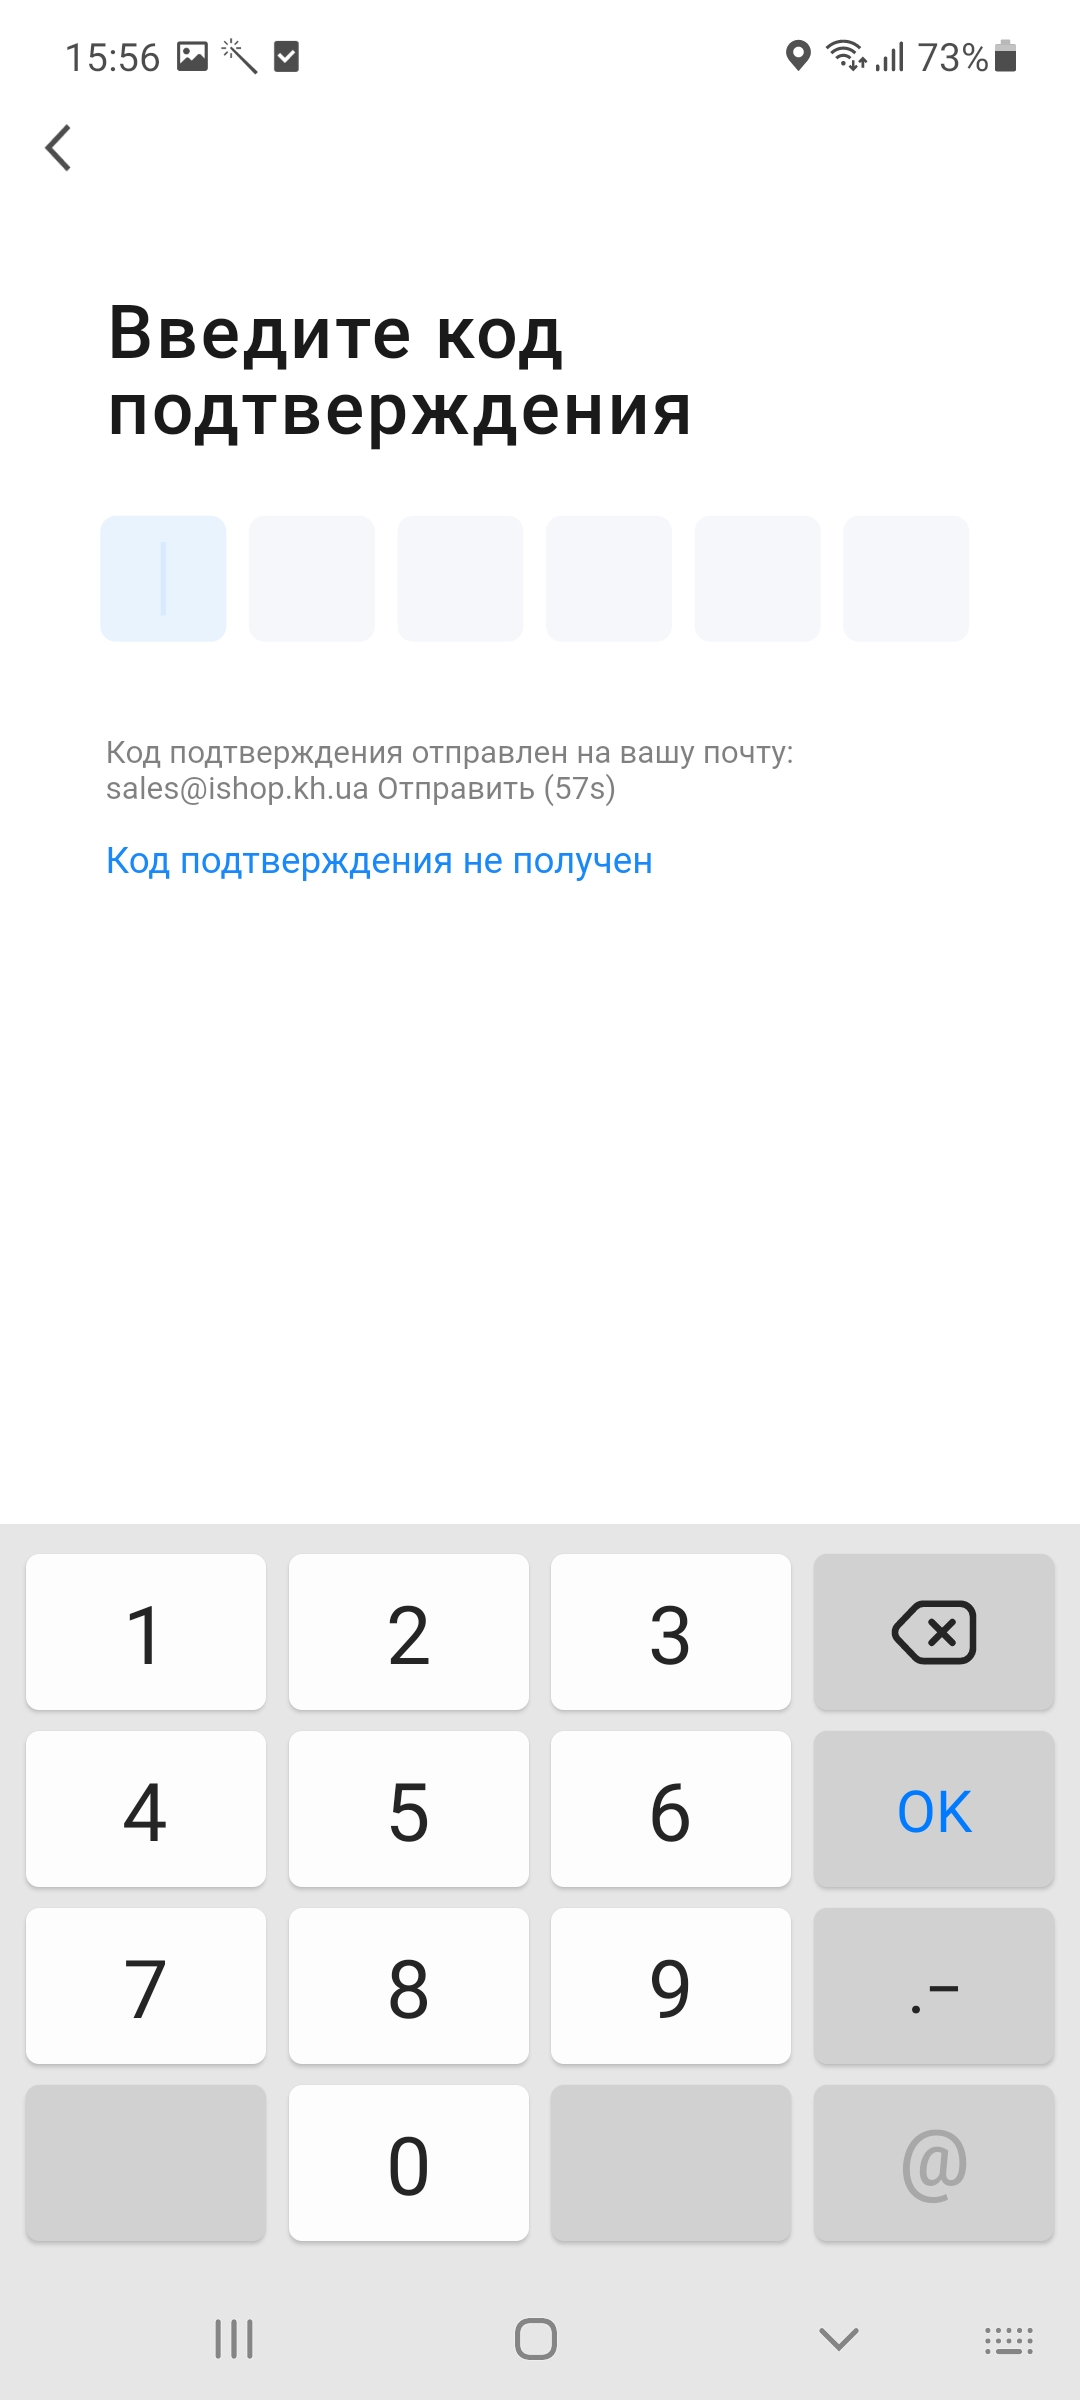 15:56 73%
Введите код
подтверждения
Код подтверждения отправлен на вашу почту:
sales@ishop.kh.ua Отправить (57s)
Код подтверждения не получен
1 2 3
4 5 6 OK
7 8 9 .–
0 @